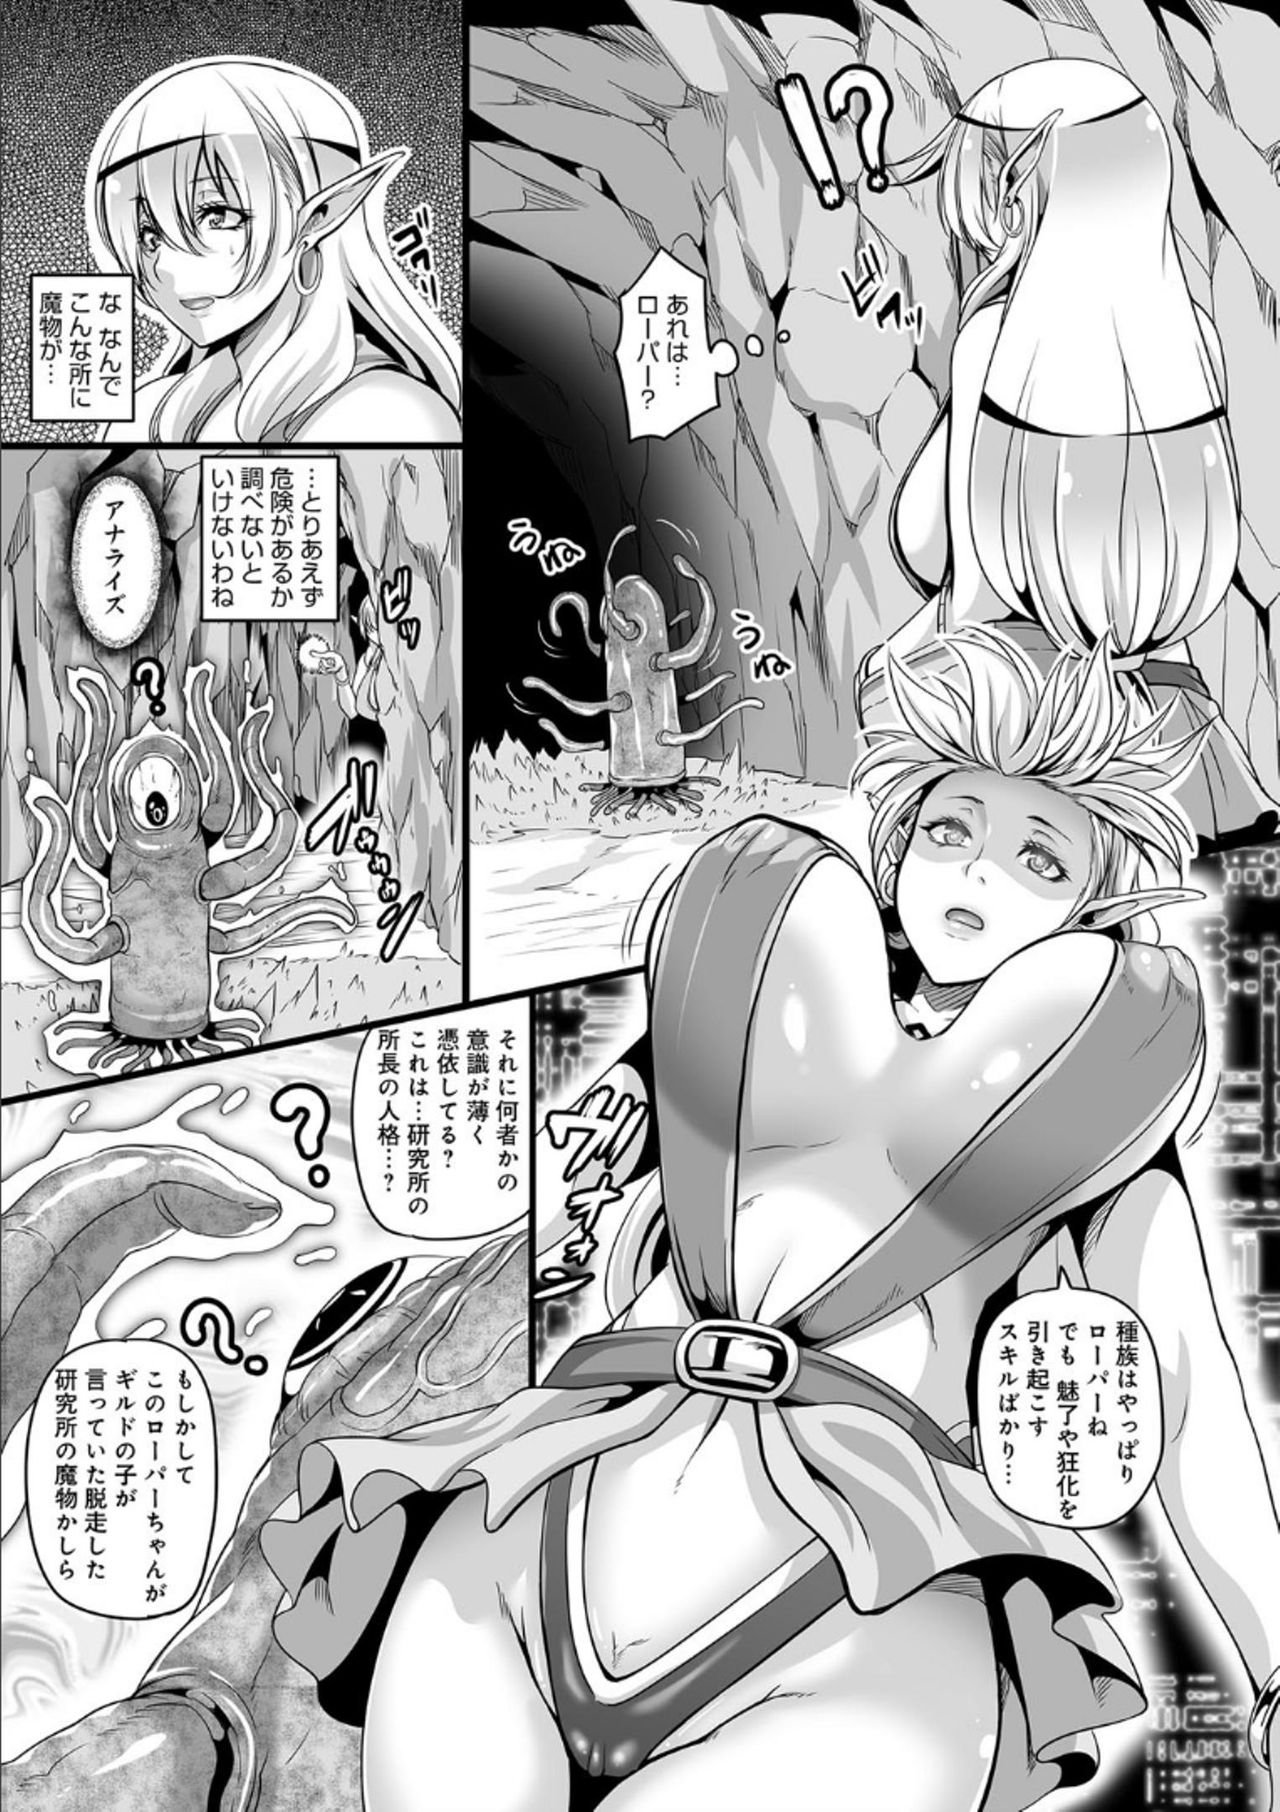 !?
ビクッ
あれは…
ローパー?
うね
うね
ゴクリッ
な なんで
こんな所に
魔物が…
…とりあえず
危険があるか
調べないと
いけないわね
アナライズ
ビッ
?
種族はやっぱり
ローパーね
でも 魅了や狂化を
引き起こす
スキルばかり…
それに何者かの
意識が薄く
憑依してる?
これは…研究所の
所長の人格…?
?
?
もしかして
このローパーちゃんが
ギルドの子が
言っていた脱走した
研究所の魔物かしら